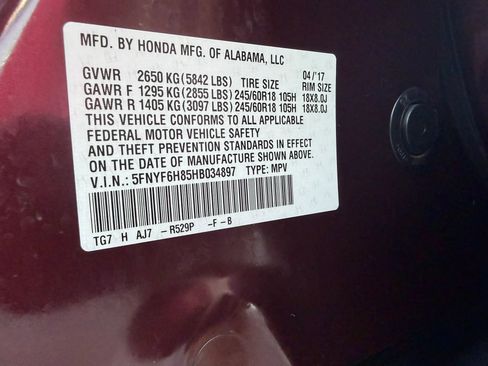 MFD. BY HONDA MFG. OF ALABAMA, LLC
04/'17
GVWR 2650 KG (5842 LBS) TIRE SIZE RIM SIZE
GAWR F 1295 KG (2855 LBS) 245/60R18 105H 18X8.0J
GAWR R 1405 KG (3097 LBS) 245/60R18 105H 18X8.0J
THIS VEHICLE CONFORMS TO ALL APPLICABLE
FEDERAL MOTOR VEHICLE SAFETY
AND THEFT PREVENTION STANDARDS IN EFFECT
ON THE DATE OF MANUFACTURE SHOWN ABOVE.
V.I.N.: 5FNYF6H85HB034897 TYPE: MPV
TG7 H AJ7 -R529P -F-B